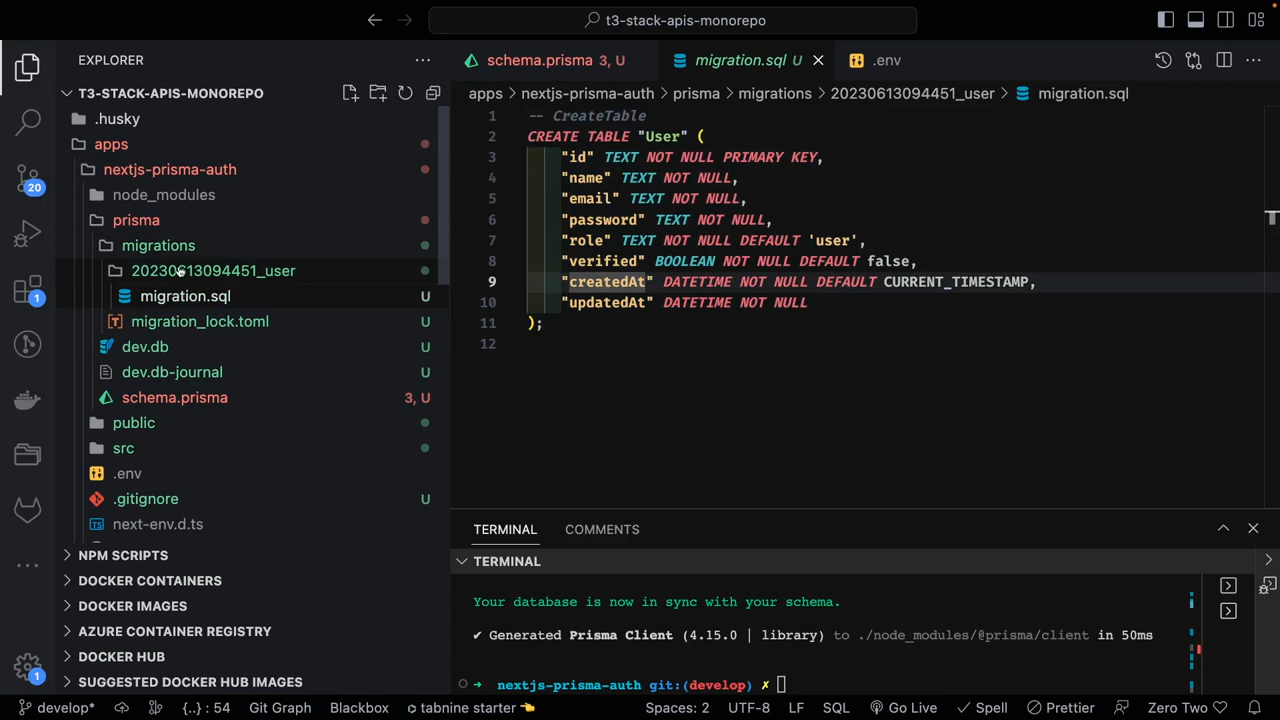 t3-stack-apis-monorepo
EXPLORER
T3-STACK-APIS-MONOREPO
.husky
apps
nextjs-prisma-auth
node_modules
prisma
migrations
20230613094451_user
migration.sql U
migration_lock.toml U
dev.db U
dev.db-journal U
schema.prisma 3, U
public
src
.env
.gitignore U
next-env.d.ts
NPM SCRIPTS
DOCKER CONTAINERS
DOCKER IMAGES
AZURE CONTAINER REGISTRY
DOCKER HUB
SUGGESTED DOCKER HUB IMAGES
20
1
1
schema.prisma 3, U
migration.sql U
.env
apps > nextjs-prisma-auth > prisma > migrations > 20230613094451_user > migration.sql
1 -- CreateTable
2 CREATE TABLE "User" (
3 "id" TEXT NOT NULL PRIMARY KEY,
4 "name" TEXT NOT NULL,
5 "email" TEXT NOT NULL,
6 "password" TEXT NOT NULL,
7 "role" TEXT NOT NULL DEFAULT 'user',
8 "verified" BOOLEAN NOT NULL DEFAULT false,
9 "createdAt" DATETIME NOT NULL DEFAULT CURRENT_TIMESTAMP,
10 "updatedAt" DATETIME NOT NULL
11 );
12
TERMINAL COMMENTS
TERMINAL
Your database is now in sync with your schema.
✔ Generated Prisma Client (4.15.0 | library) to ./node_modules/@prisma/client in 50ms
➜ nextjs-prisma-auth git:(develop) ✗
develop* {..} : 54 Git Graph Blackbox tabnine starter 👈 Spaces: 2 UTF-8 LF SQL Go Live Spell Prettier Zero Two ♡